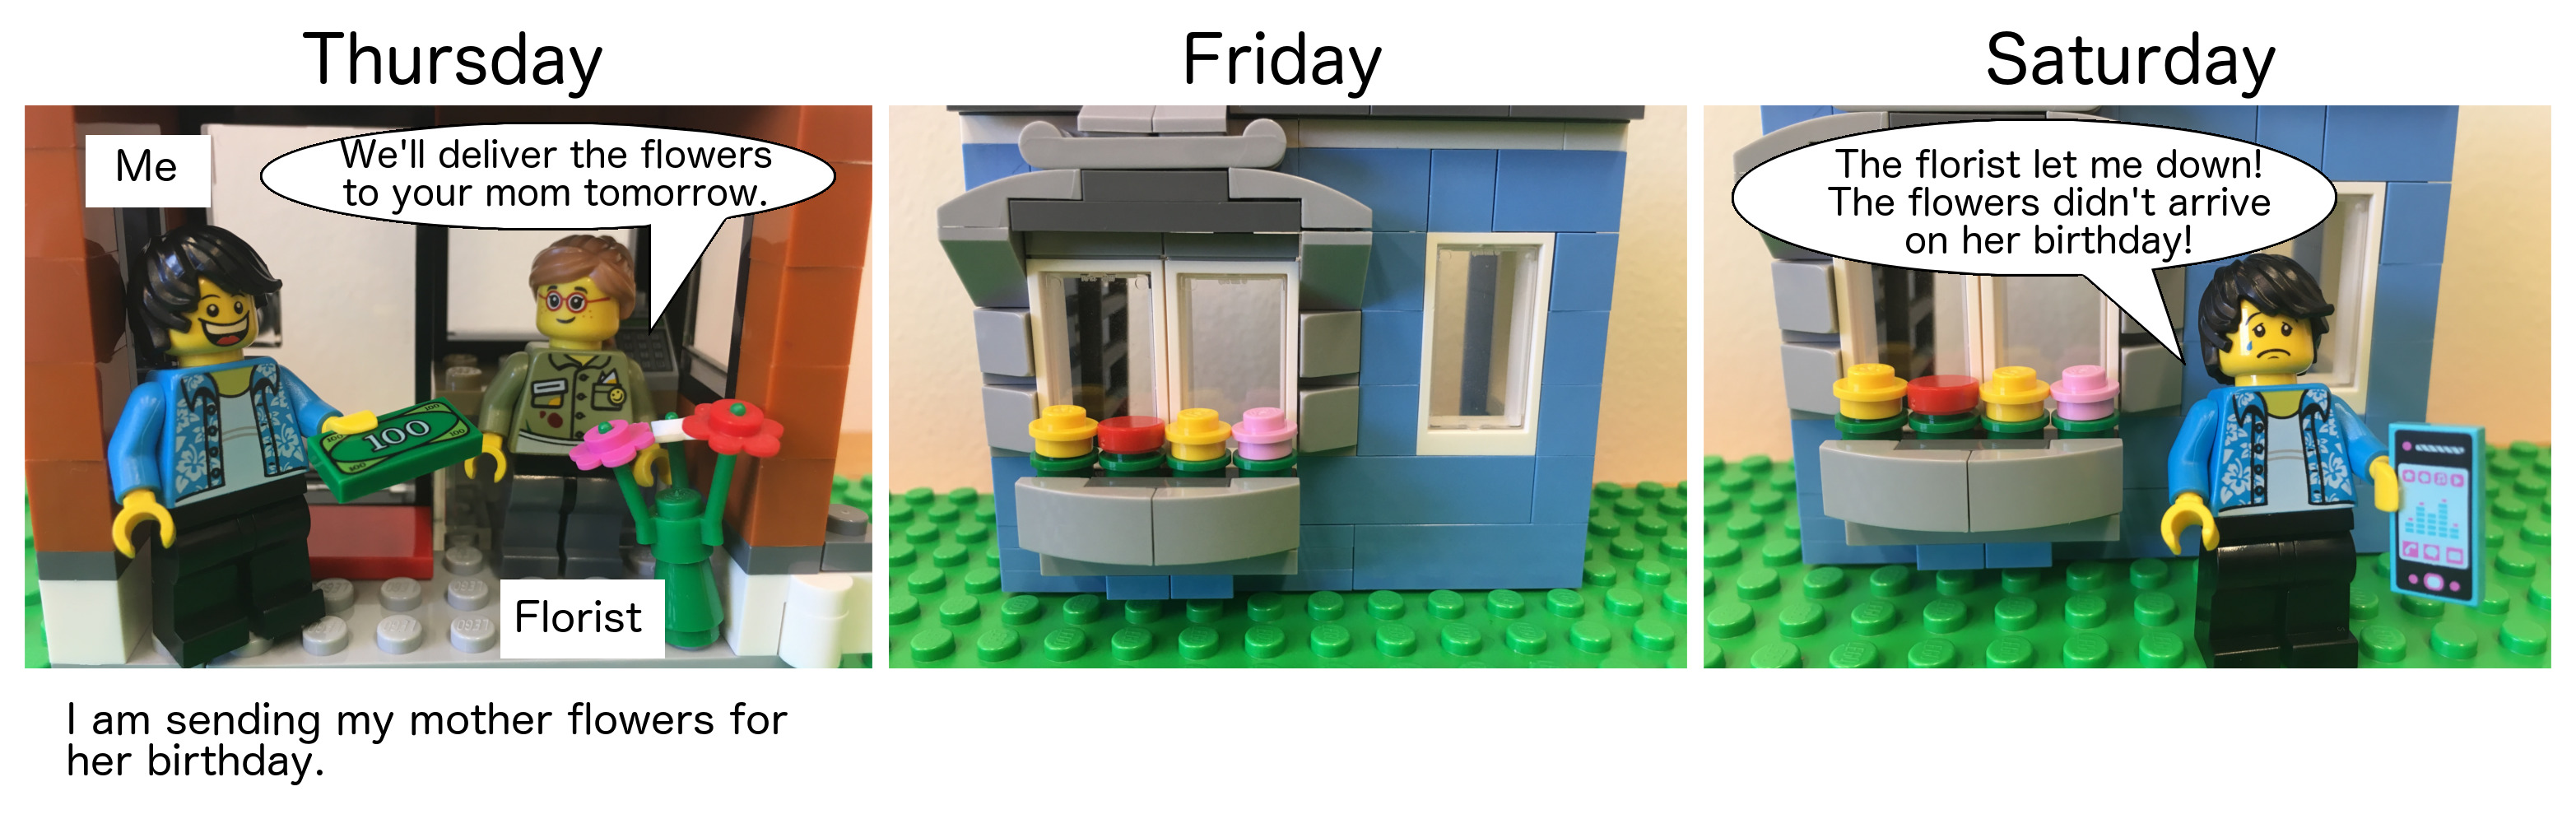 Thursday
Me
We'll deliver the flowers
to your mom tomorrow.
100
Florist
I am sending my mother flowers for
her birthday.
Friday
Saturday
The florist let me down!
The flowers didn't arrive
on her birthday!